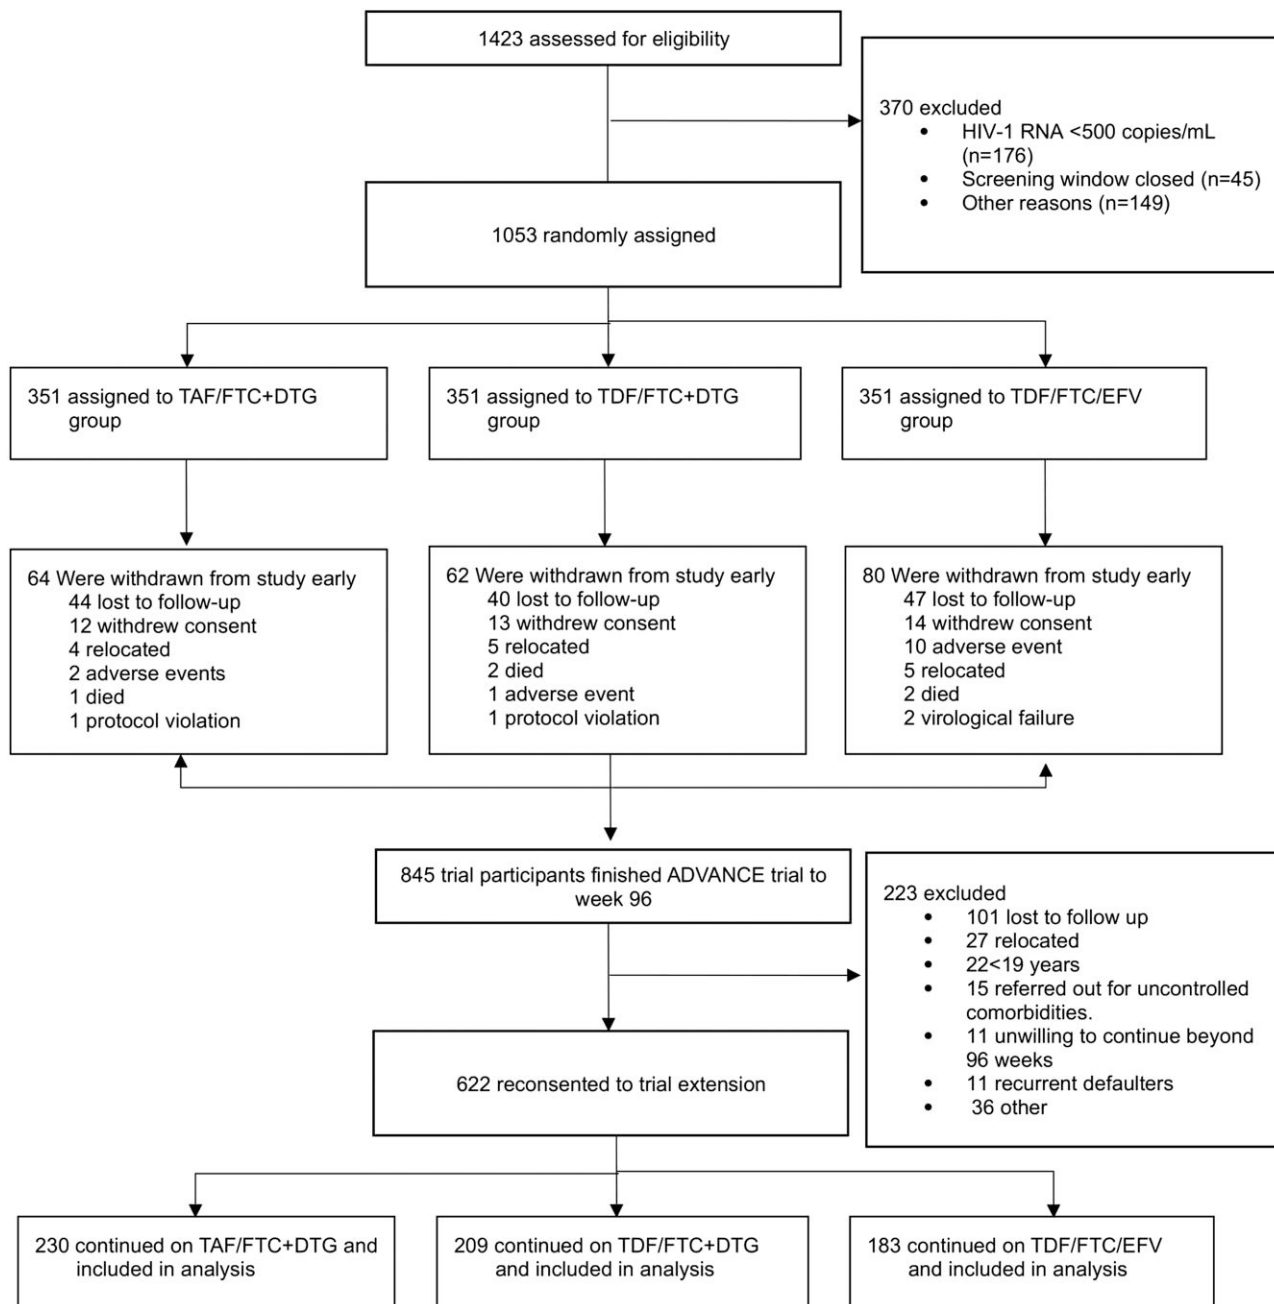 1423 assessed for eligibility
370 excluded
• HIV-1 RNA <500 copies/mL
(n=176)
• Screening window closed (n=45)
• Other reasons (n=149)
1053 randomly assigned
351 assigned to TAF/FTC+DTG
group
351 assigned to TDF/FTC+DTG
group
351 assigned to TDF/FTC/EFV
group
64 Were withdrawn from study early
44 lost to follow-up
12 withdrew consent
4 relocated
2 adverse events
1 died
1 protocol violation
62 Were withdrawn from study early
40 lost to follow-up
13 withdrew consent
5 relocated
2 died
1 adverse event
1 protocol violation
80 Were withdrawn from study early
47 lost to follow-up
14 withdrew consent
10 adverse event
5 relocated
2 died
2 virological failure
845 trial participants finished ADVANCE trial to
week 96
223 excluded
• 101 lost to follow up
• 27 relocated
• 22<19 years
• 15 referred out for uncontrolled
comorbidities.
• 11 unwilling to continue beyond
96 weeks
• 11 recurrent defaulters
• 36 other
622 reconsented to trial extension
230 continued on TAF/FTC+DTG and
included in analysis
209 continued on TDF/FTC+DTG
and included in analysis
183 continued on TDF/FTC/EFV
and included in analysis